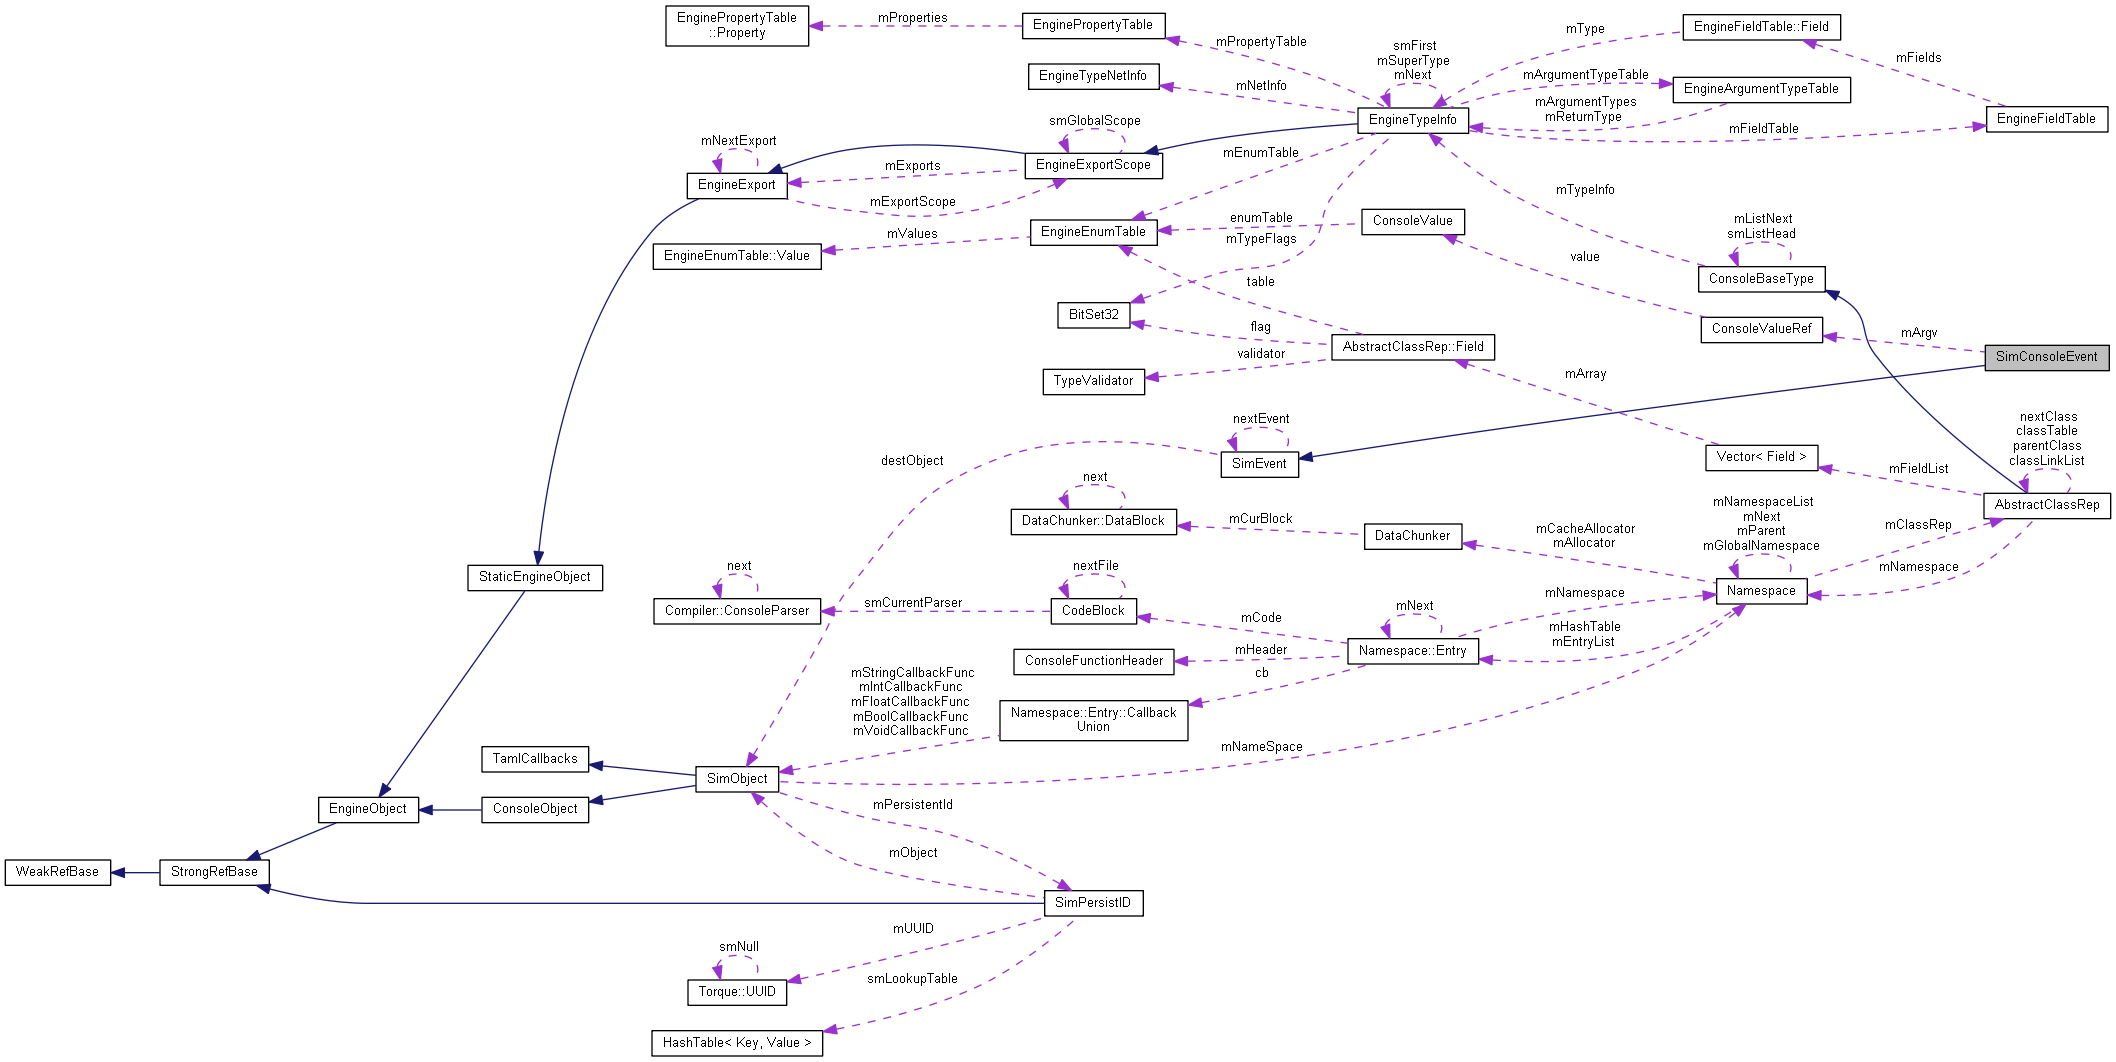 EnginePropertyTable
::Property
mProperties
EnginePropertyTable
mPropertyTable
EngineTypeNetInfo
mNetInfo
smFirst
mSuperType
mNext
EngineTypeInfo
mType
EngineFieldTable::Field
mFields
mArgumentTypeTable
EngineArgumentTypeTable
mArgumentTypes
mReturnType
mFieldTable
EngineFieldTable
smGlobalScope
EngineExportScope
mNextExport
EngineExport
mExports
mExportScope
mEnumTable
mTypeInfo
EngineEnumTable
enumTable
ConsoleValue
mTypeFlags
mValues
EngineEnumTable::Value
mListNext
smListHead
ConsoleBaseType
value
table
BitSet32
flag
validator
TypeValidator
AbstractClassRep::Field
ConsoleValueRef
mArgv
SimConsoleEvent
mArray
nextEvent
SimEvent
destObject
Vector< Field >
mFieldList
nextClass
classTable
parentClass
classLinkList
AbstractClassRep
next
DataChunker::DataBlock
mCurBlock
DataChunker
mCacheAllocator
mAllocator
mNamespaceList
mNext
mParent
mGlobalNamespace
Namespace
mClassRep
mNamespace
StaticEngineObject
next
Compiler::ConsoleParser
smCurrentParser
nextFile
CodeBlock
mCode
mNext
Namespace::Entry
mNamespace
mHashTable
mEntryList
ConsoleFunctionHeader
mHeader
cb
Namespace::Entry::Callback
Union
mStringCallbackFunc
mIntCallbackFunc
mFloatCallbackFunc
mBoolCallbackFunc
mVoidCallbackFunc
mNameSpace
TamlCallbacks
SimObject
EngineObject
ConsoleObject
mPersistentId
mObject
WeakRefBase
StrongRefBase
SimPersistID
mUUID
smNull
Torque::UUID
smLookupTable
HashTable< Key, Value >